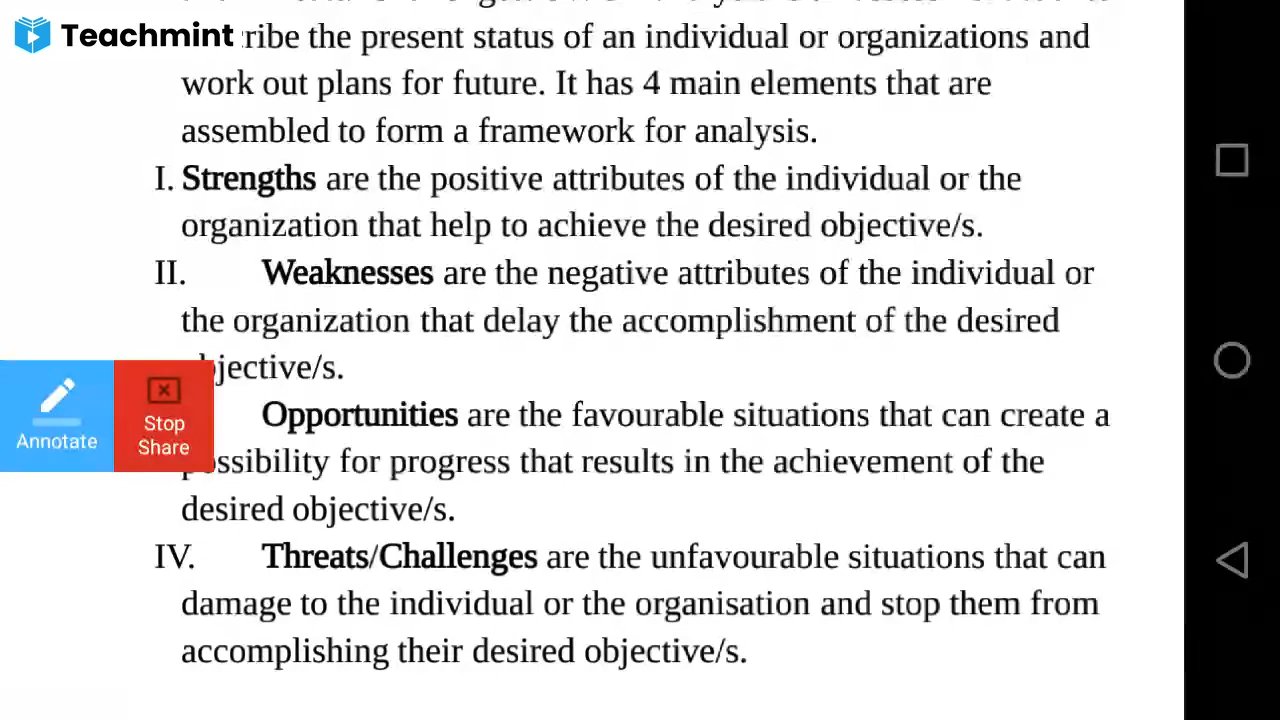 Teachmint
the present status of an individual or organizations and
work out plans for future. It has 4 main elements that are
assembled to form a framework for analysis.
I. Strengths are the positive attributes of the individual or the
organization that help to achieve the desired objective/s.
II. Weaknesses are the negative attributes of the individual or
the organization that delay the accomplishment of the desired
objective/s.
Opportunities are the favourable situations that can create a
possibility for progress that results in the achievement of the
desired objective/s.
IV. Threats/Challenges are the unfavourable situations that can
damage to the individual or the organisation and stop them from
accomplishing their desired objective/s.
Annotate
Stop
Share